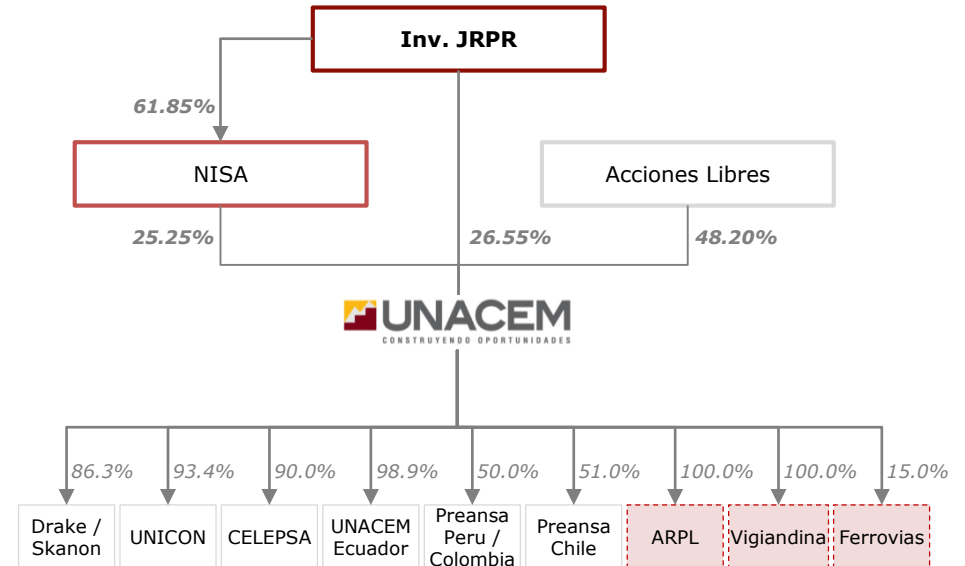 Inv. JRPR
61.85%
NISA
Acciones Libres
25.25%
26.55%
48.20%
UNACEM
CONSTRUYENDO OPORTUNIDADES
86.3%
93.4%
90.0%
98.9%
50.0%
51.0%
100.0%
100.0%
15.0%
Drake /
Skanon
UNICON
CELEPSA
UNACEM
Ecuador
Preansa
Peru /
Colombia
Preansa
Chile
ARPL
Vigiandina
Ferrovias